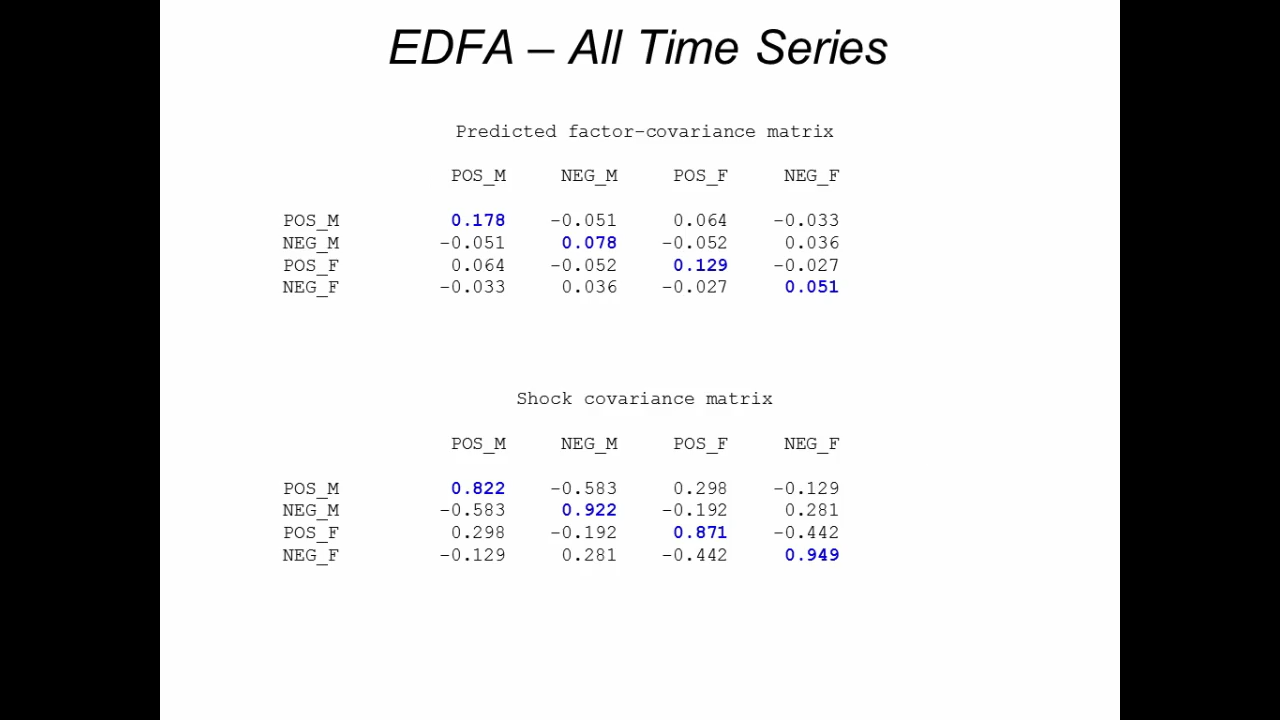 EDFA – All Time Series
Predicted factor-covariance matrix
POS_M NEG_M POS_F NEG_F
POS_M 0.178 -0.051 0.064 -0.033
NEG_M -0.051 0.078 -0.052 0.036
POS_F 0.064 -0.052 0.129 -0.027
NEG_F -0.033 0.036 -0.027 0.051
Shock covariance matrix
POS_M NEG_M POS_F NEG_F
POS_M 0.822 -0.583 0.298 -0.129
NEG_M -0.583 0.922 -0.192 0.281
POS_F 0.298 -0.192 0.871 -0.442
NEG_F -0.129 0.281 -0.442 0.949